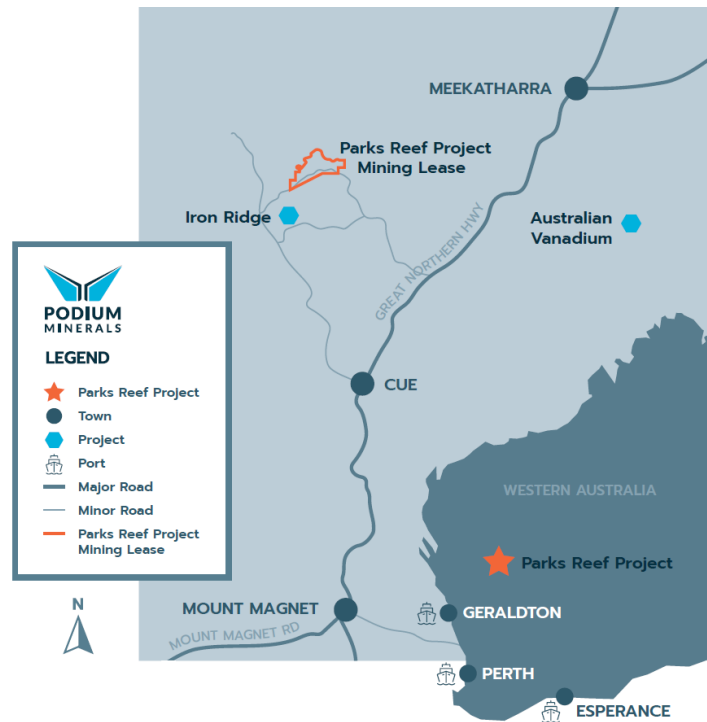 MEEKATHARRA
Parks Reef Project
Mining Lease
Iron Ridge
Australian
Vanadium
GREAT NORTHERN HWY
PODIUM
MINERALS
LEGEND
Parks Reef Project
Town
Project
Port
Major Road
Minor Road
Parks Reef Project
Mining Lease
CUE
WESTERN AUSTRALIA
Parks Reef Project
N
MOUNT MAGNET
MOUNT MAGNET RD
GERALDTON
PERTH
ESPERANCE